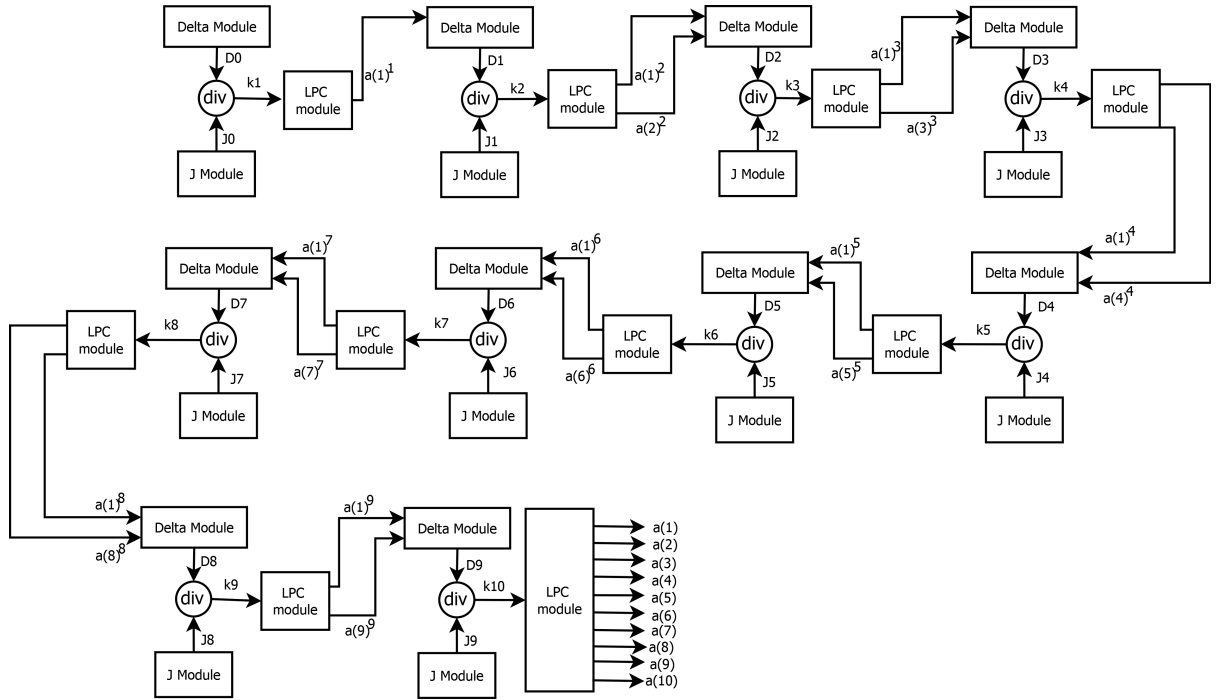 Delta Module
D0
div
k1
J0
J Module
LPC
module
a(1)^1
Delta Module
D1
div
k2
J1
J Module
LPC
module
a(1)^2
a(2)^2
Delta Module
D2
div
k3
J2
J Module
LPC
module
a(1)^3
a(3)^3
Delta Module
D3
div
k4
J3
J Module
LPC
module
a(1)^4
a(4)^4
Delta Module
D4
div
k5
J4
J Module
LPC
module
a(1)^5
a(5)^5
Delta Module
D5
div
k6
J5
J Module
LPC
module
a(1)^6
a(6)^6
Delta Module
D6
div
k7
J6
J Module
LPC
module
a(1)^7
a(7)^7
Delta Module
D7
div
k8
J7
J Module
LPC
module
a(1)^8
a(8)^8
Delta Module
D8
div
k9
J8
J Module
LPC
module
a(1)^9
a(9)^9
Delta Module
D9
div
k10
J9
J Module
LPC
module
a(1)
a(2)
a(3)
a(4)
a(5)
a(6)
a(7)
a(8)
a(9)
a(10)